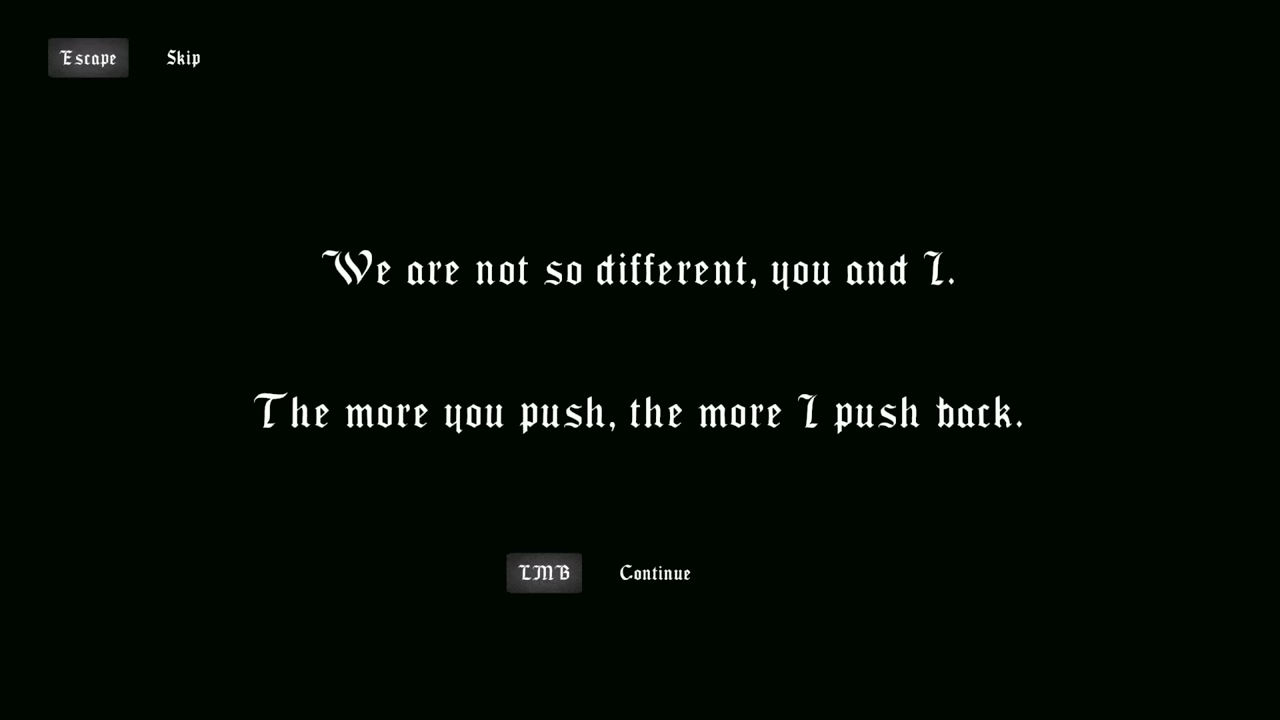 Escape Skip
We are not so different, you and I.
The more you push, the more I push back.
LMB Continue